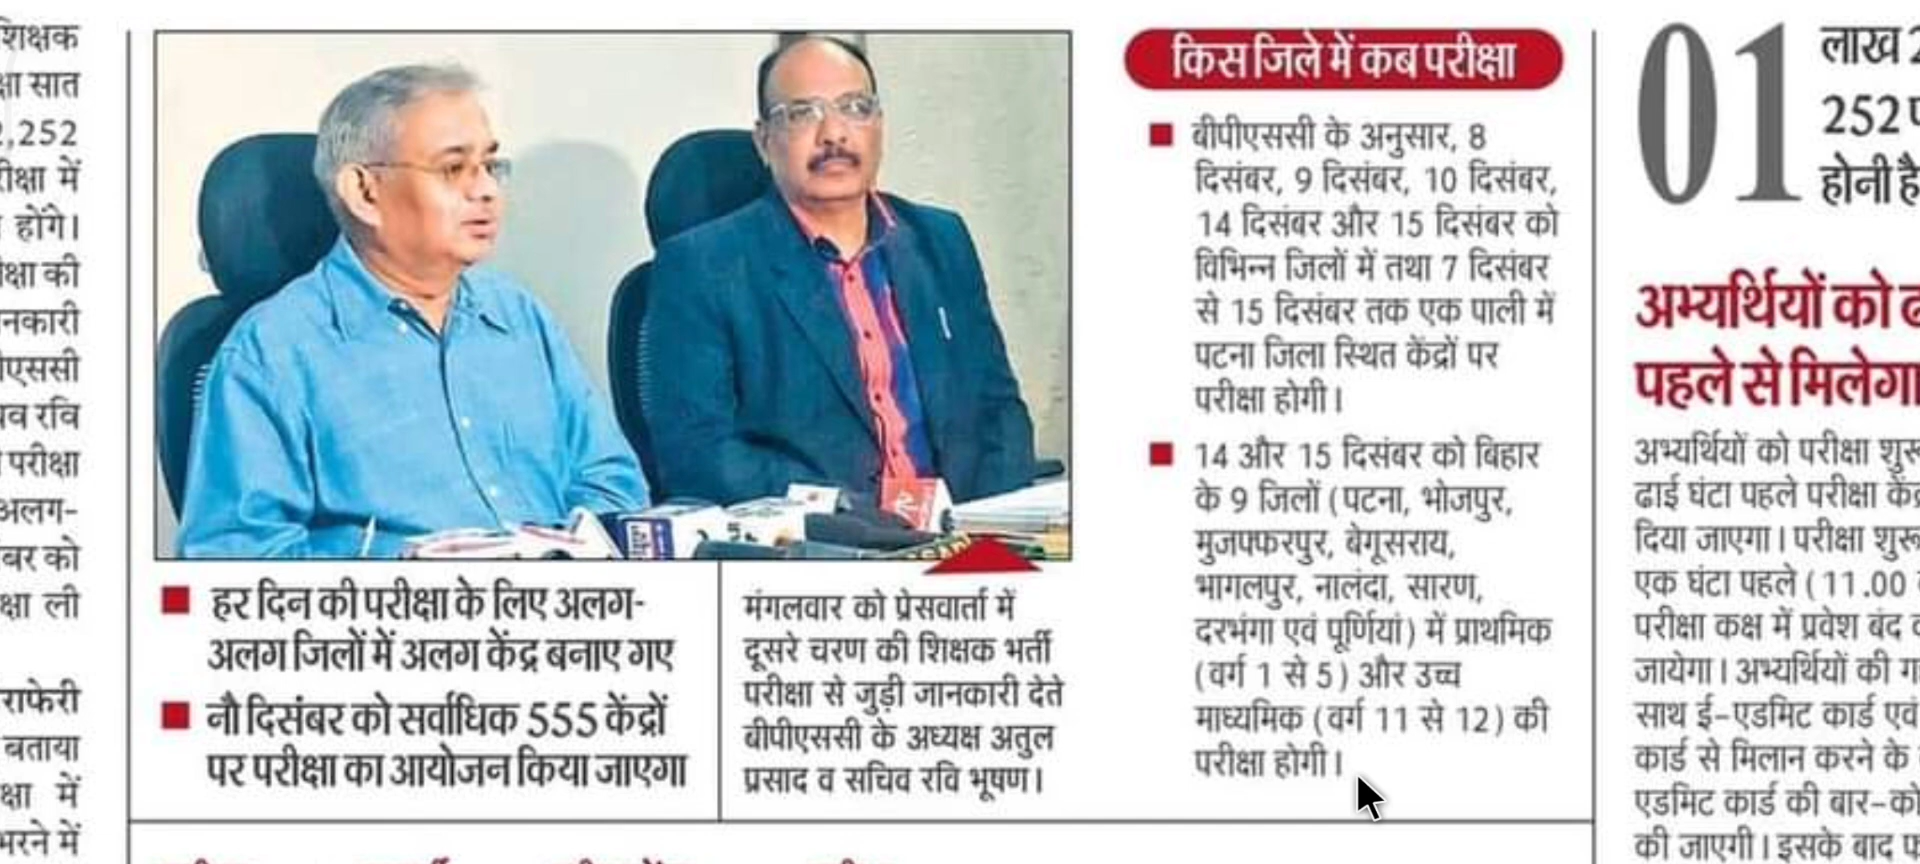 शिक्षक
सात
252
में
होंगे।
की
रवि
परीक्षा
को
ली
बताया
में
में
हर दिन की परीक्षा के लिए अलग-
अलग जिलों में अलग केंद्र बनाए गए
नौ दिसंबर को सर्वाधिक 555 केंद्रों
पर परीक्षा का आयोजन किया जाएगा
मंगलवार को प्रेसवार्ता में
दूसरे चरण की शिक्षक भर्ती
परीक्षा से जुड़ी जानकारी देते
बीपीएससी के अध्यक्ष अतुल
प्रसाद व सचिव रवि भूषण।
किस जिले में कब परीक्षा
बीपीएससी के अनुसार, 8
दिसंबर, 9 दिसंबर, 10 दिसंबर,
14 दिसंबर और 15 दिसंबर को
विभिन्न जिलों में तथा 7 दिसंबर
से 15 दिसंबर तक एक पाली में
पटना जिला स्थित केंद्रों पर
परीक्षा होगी।
14 और 15 दिसंबर को बिहार
के 9 जिलों (पटना, भोजपुर,
मुजफ्फरपुर, बेगूसराय,
भागलपुर, नालंदा, सारण,
दरभंगा एवं पूर्णियां) में प्राथमिक
(वर्ग 1 से 5) और उच्च
माध्यमिक (वर्ग 11 से 12) की
परीक्षा होगी।
01
लाख
252
होनी है
अभ्यर्थियों को
पहले से मिलेगा
अभ्यर्थियों को परीक्षा
ढाई घंटा पहले परीक्षा
दिया जाएगा। परीक्षा
एक घंटा पहले (11.00
परीक्षा कक्ष में प्रवेश बंद
जायेगा। अभ्यर्थियों की
साथ ई-एडमिट कार्ड एवं
कार्ड से मिलान करने के
एडमिट कार्ड की
की जाएगी। इसके बाद